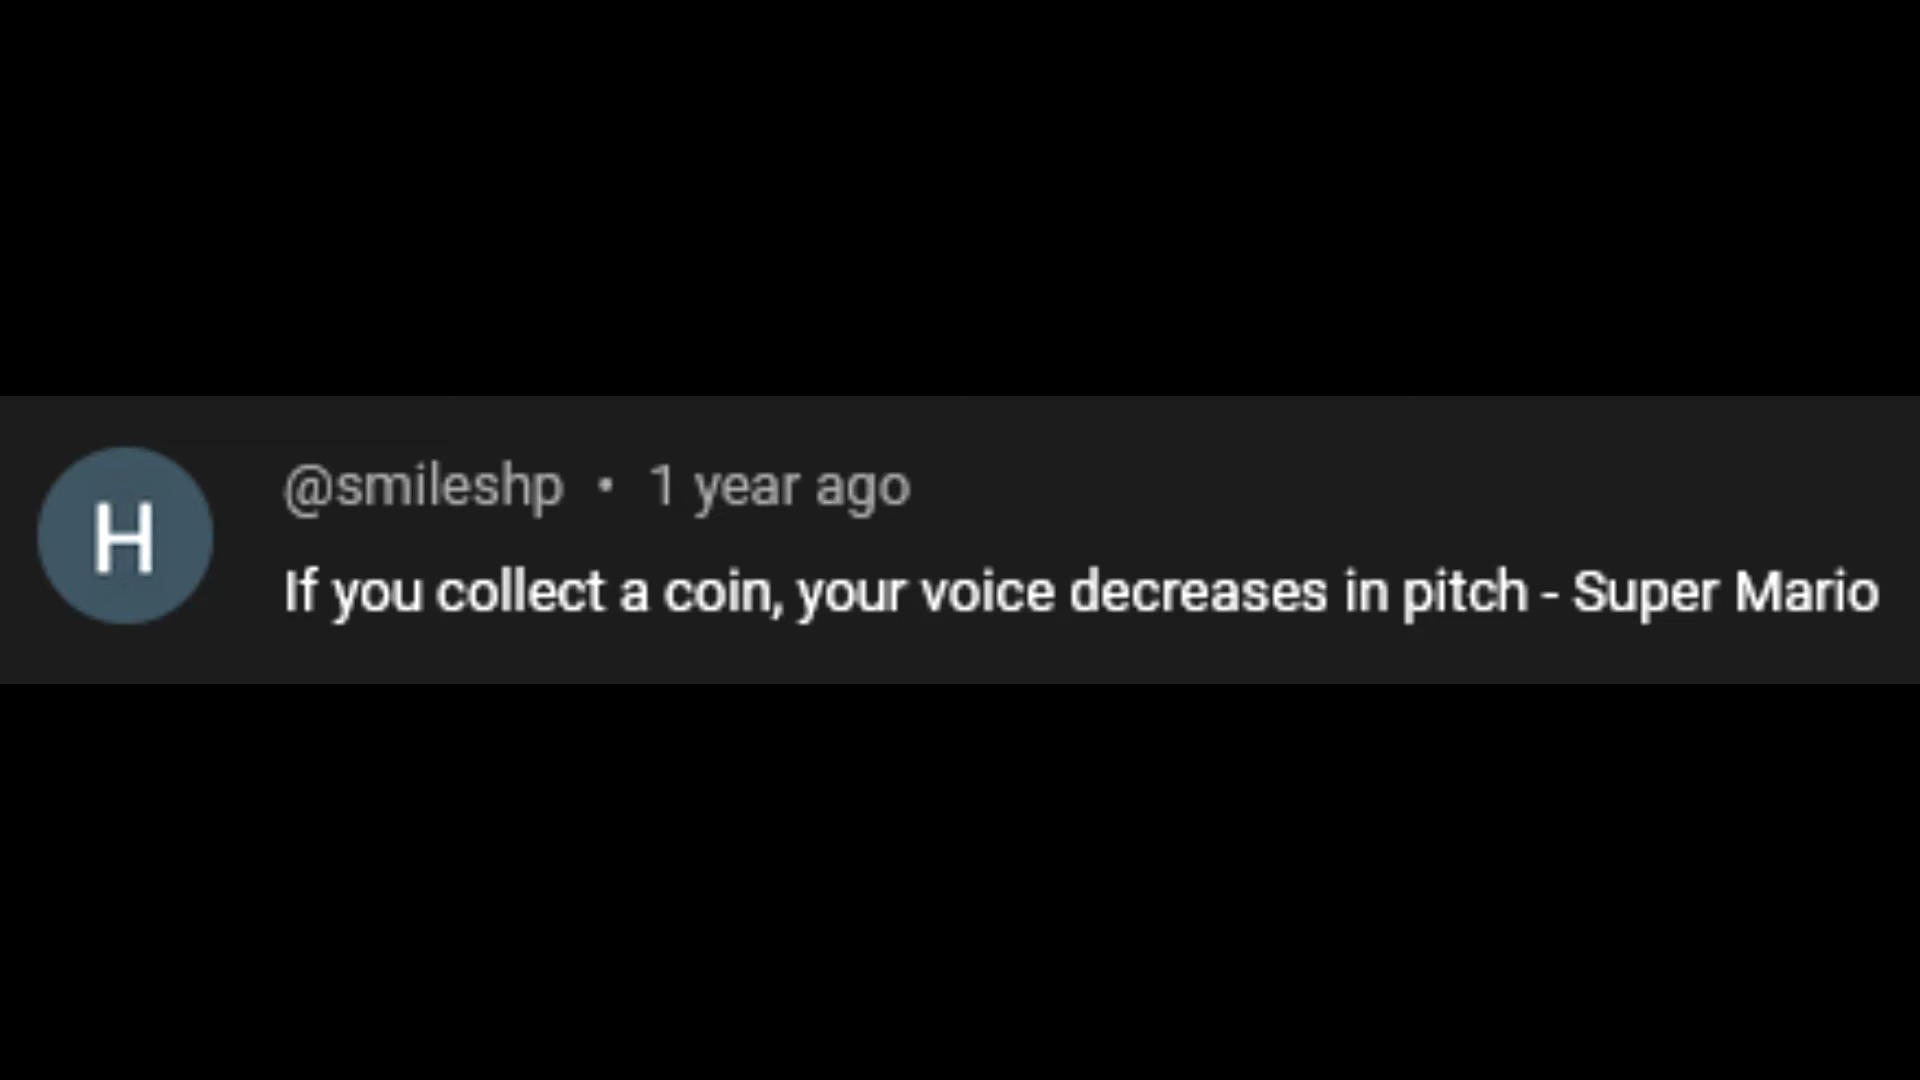 H
@smileshp • 1 year ago
If you collect a coin, your voice decreases in pitch - Super Mario